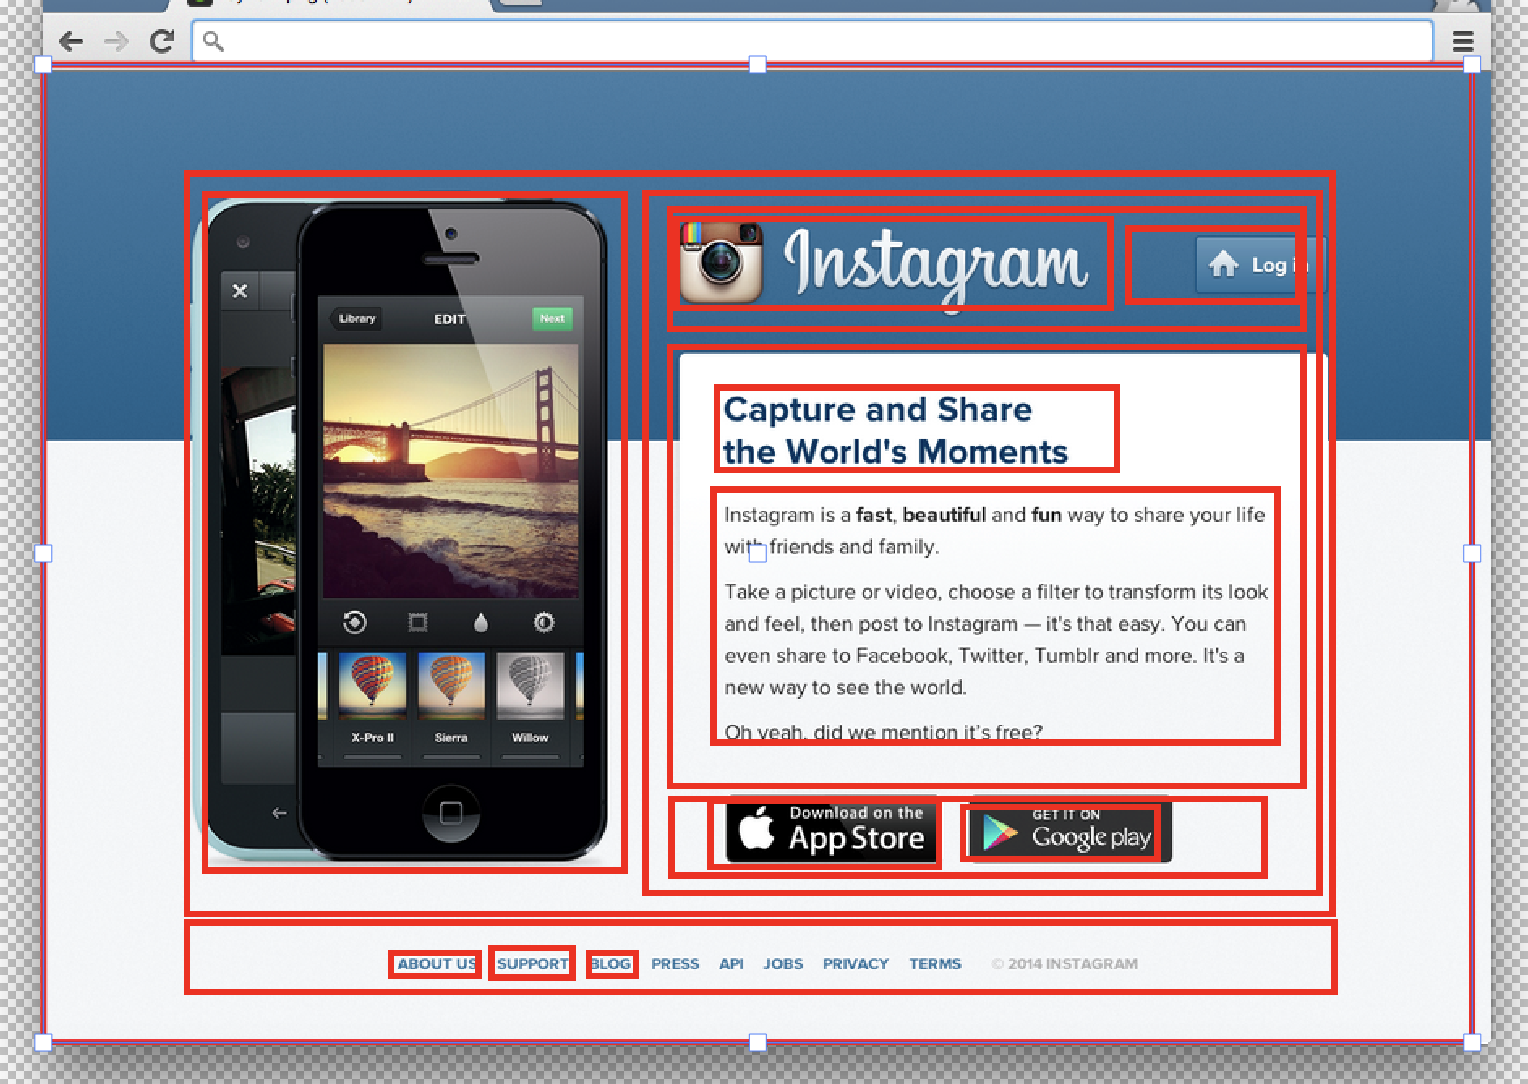 Instagram
Log in
Library
EDIT
Next
Capture and Share
the World's Moments
Instagram is a fast, beautiful and fun way to share your life
with friends and family.
Take a picture or video, choose a filter to transform its look
and feel, then post to Instagram — it's that easy. You can
even share to Facebook, Twitter, Tumblr and more. It's a
new way to see the world.
Oh yeah, did we mention it's free?
X-Pro II
Sierra
Willow
Download on the
App Store
GET IT ON
Google play
ABOUT US SUPPORT BLOG PRESS API JOBS PRIVACY TERMS © 2014 INSTAGRAM